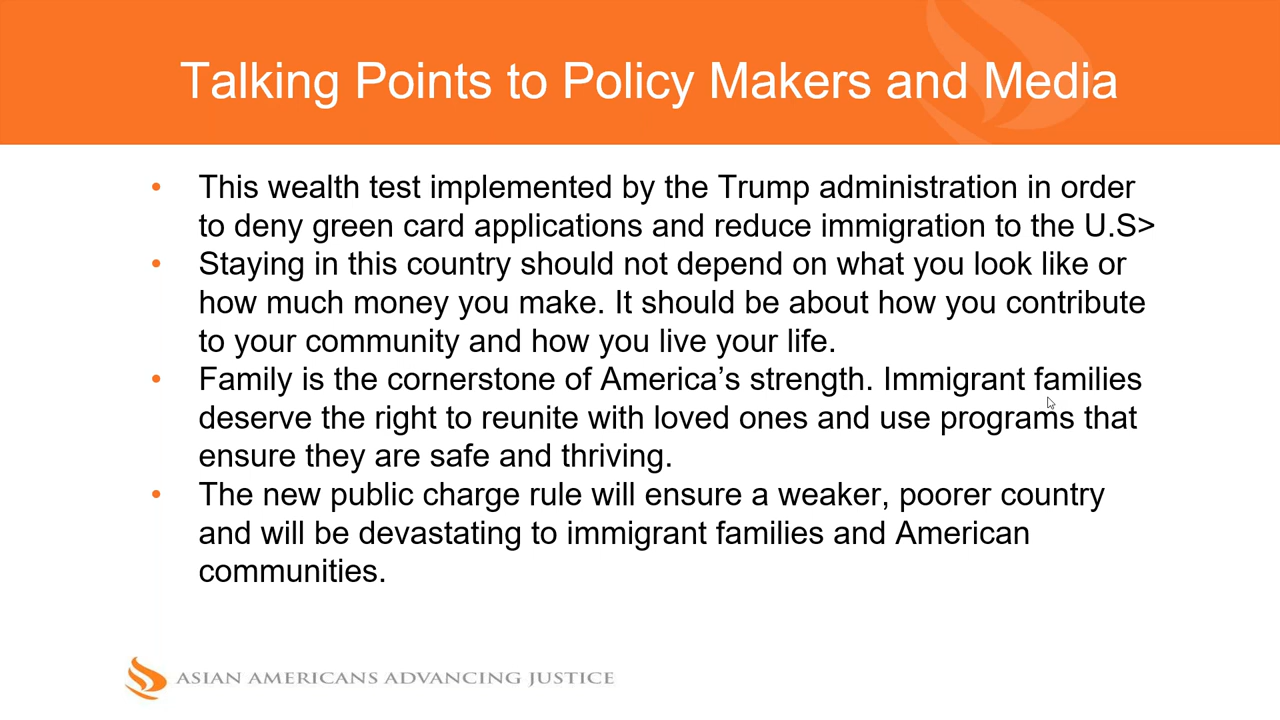 Talking Points to Policy Makers and Media
• This wealth test implemented by the Trump administration in order
to deny green card applications and reduce immigration to the U.S>
• Staying in this country should not depend on what you look like or
how much money you make. It should be about how you contribute
to your community and how you live your life.
• Family is the cornerstone of America’s strength. Immigrant families
deserve the right to reunite with loved ones and use programs that
ensure they are safe and thriving.
• The new public charge rule will ensure a weaker, poorer country
and will be devastating to immigrant families and American
communities.
ASIAN AMERICANS ADVANCING JUSTICE